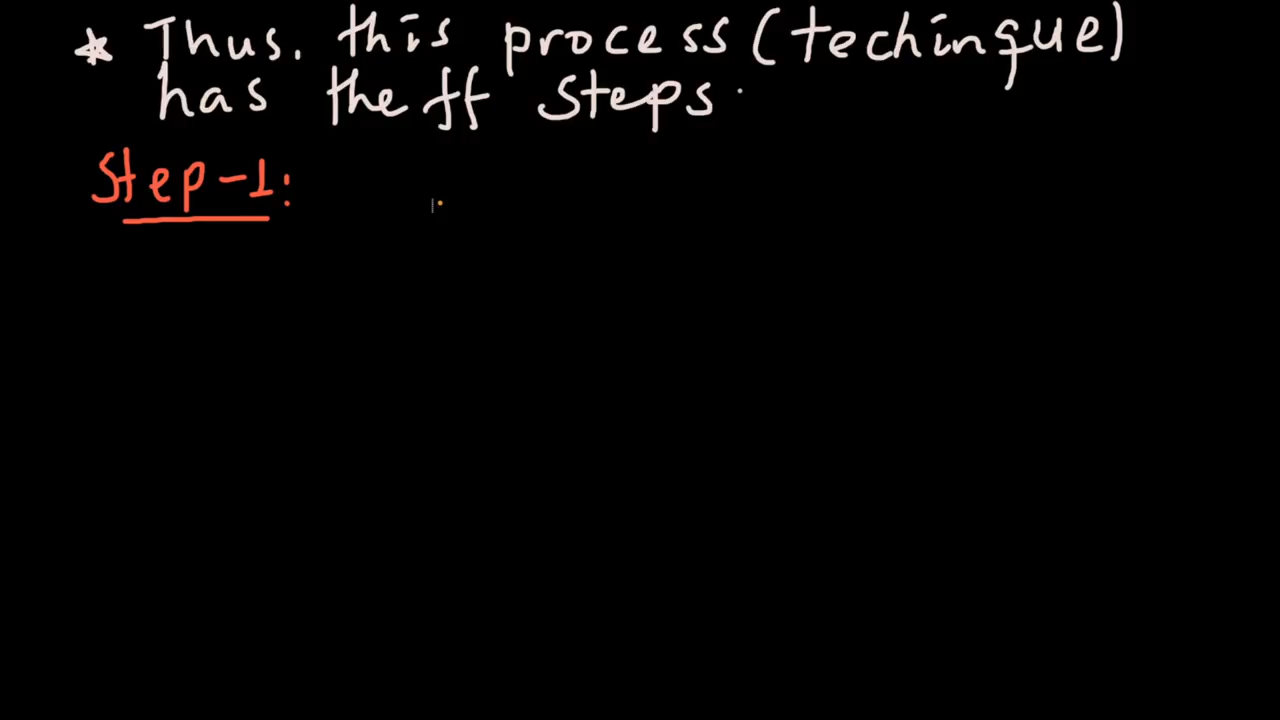 * Thus, this process (techinque)
has the ff steps.
Step-1: